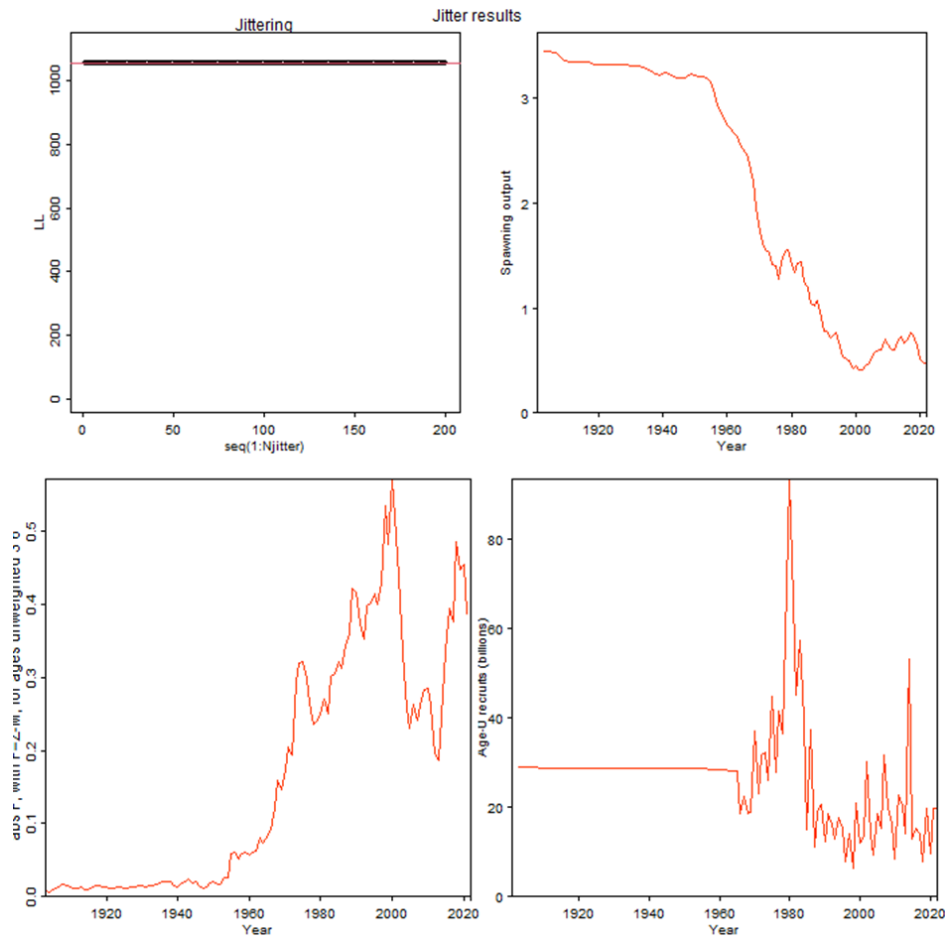 Jitter results
Jittering
LL
0
200
400
600
800
1000
0 50 100 150 200
seq(1:Njitter)
Spawning output
0
1
2
3
1920 1940 1960 1980 2000 2020
Year
for ages unweighted
0.0
0.1
0.2
0.3
0.4
0.5
1920 1940 1960 1980 2000 2020
Year
recruits (billions)
0
20
40
60
80
1920 1940 1960 1980 2000 2020
Year